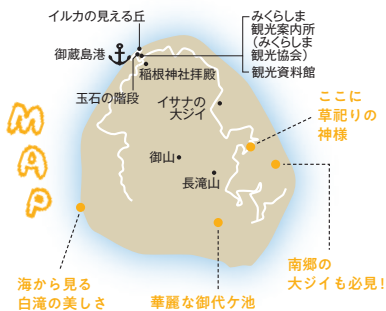 イルカの見える丘
御蔵島港
稲根神社拝殿
玉石の階段
みくらしま
観光案内所
(みくらしま
観光協会)
観光資料館
イサナの
大ジイ
御山
長滝山
MAP
ここに
草祀りの
神様
南郷の
大ジイも必見!
華麗な御代ケ池
海から見る
白滝の美しさ